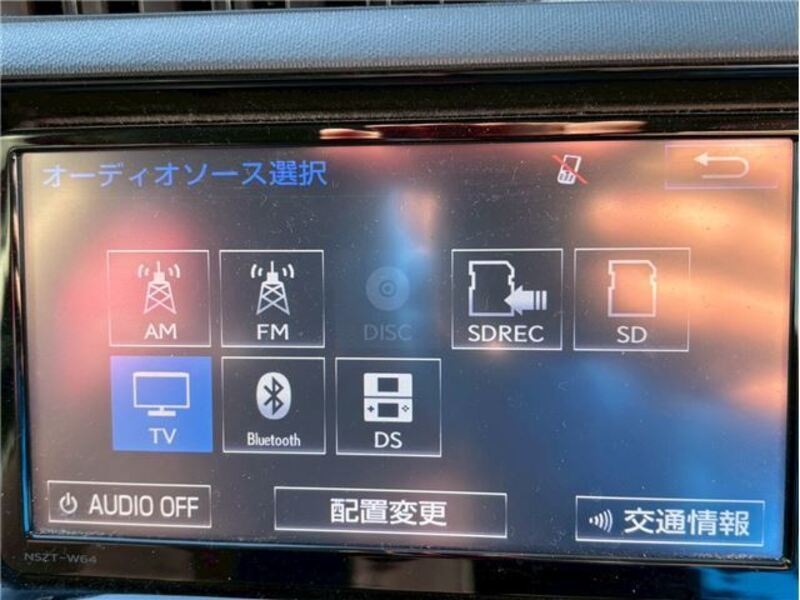 オーディオソース選択
AM
FM
DISC
SDREC
SD
TV
Bluetooth
DS
AUDIO OFF
配置変更
交通情報
NSZT-W64